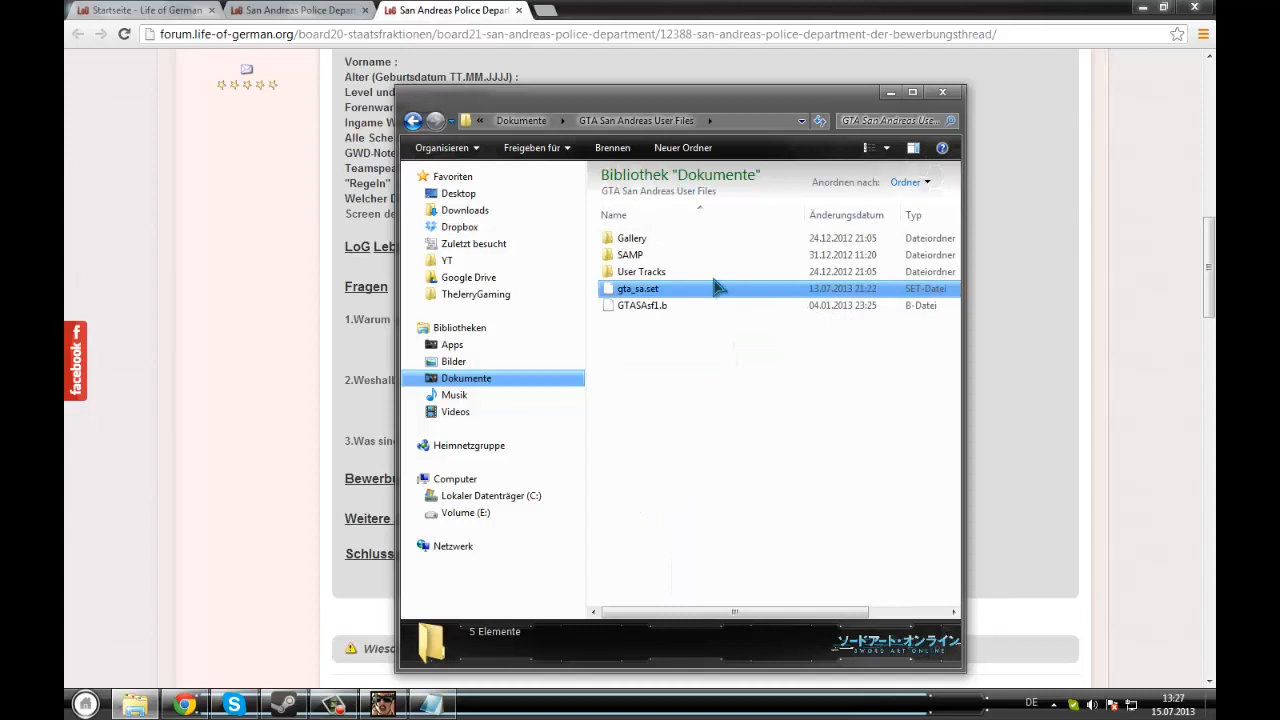 Startseite - Life of German
San Andreas Police Depar
San Andreas Police Depar
forum.life-of-german.org/board20-staatsfraktionen/board21-san-andreas-police-department/12388-san-andreas-police-department-der-bewerbungsthread/
Vorname :
Alter (Geburtsdatum TT.MM.JJJJ) :
Level und
Forenwar
Ingame W
Alle Sche
GWD-Note
Teamspea
"Regeln"
Welcher D
Screen de
LoG Leb
Fragen
1.Warum
2.Weshall
3.Was sin
Bewerbu
Weitere
Schluss
Wiesc
facebook
« Dokumente GTA San Andreas User Files
GTA San Andreas Use...
Organisieren
Freigeben für
Brennen
Neuer Ordner
Favoriten
Desktop
Downloads
Dropbox
Zuletzt besucht
YT
Google Drive
TheJerryGaming
Bibliotheken
Apps
Bilder
Dokumente
Musik
Videos
Heimnetzgruppe
Computer
Lokaler Datenträger (C:)
Volume (E:)
Netzwerk
Bibliothek "Dokumente"
GTA San Andreas User Files
Anordnen nach: Ordner
Name Änderungsdatum Typ
Gallery 24.12.2012 21:05 Dateiordner
SAMP 31.12.2012 11:20 Dateiordner
User Tracks 24.12.2012 21:05 Dateiordner
gta_sa.set 13.07.2013 21:22 SET-Datei
GTASAsf1.b 04.01.2013 23:25 B-Datei
5 Elemente
ソードアート・オンライン
SWORD ART ONLINE
DE
13:27
15.07.2013